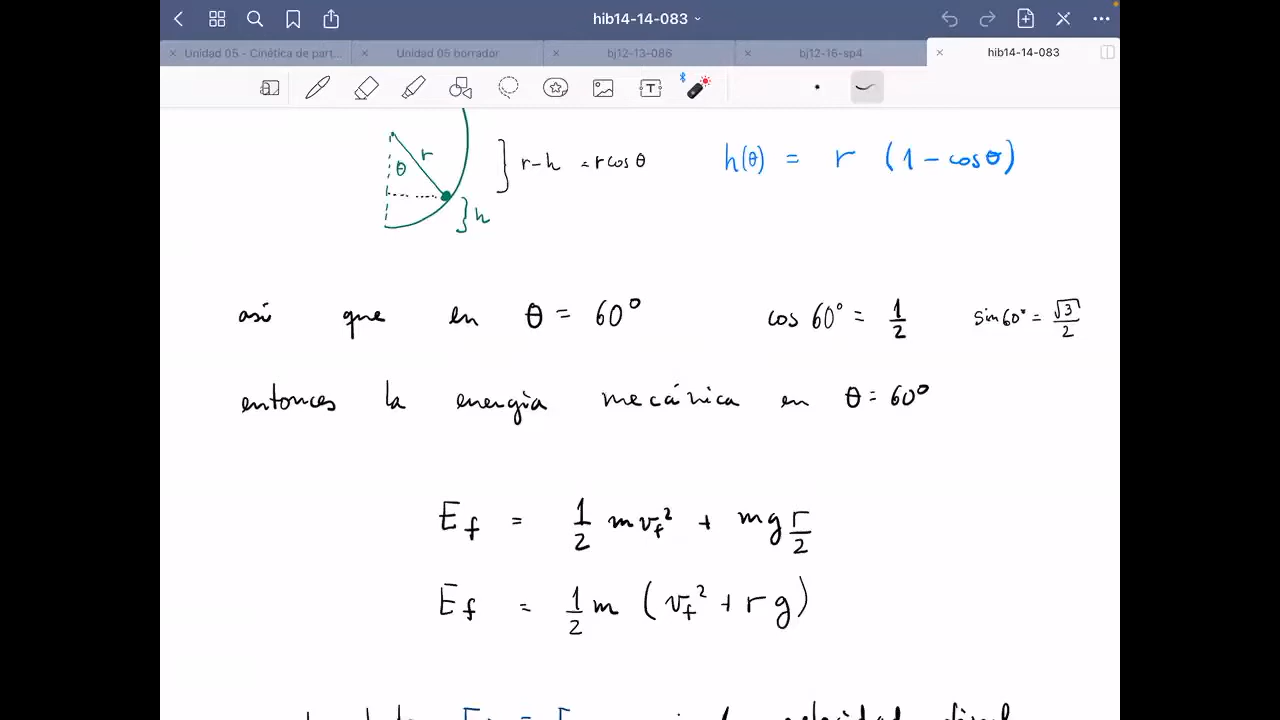 hib14-14-083
Unidad 05 - Cinética de part...
Unidad 05 borrador
bj12-13-086
bj12-16-sp4
hib14-14-083
θ r } r-h = r cos θ h(θ) = r (1 - cos θ)
} h
así que en θ = 60° cos 60° = 1/2 sin 60° = √3/2
entonces la energía mecánica en θ = 60°
E_f = 1/2 m v_f² + m g r/2
E_f = 1/2 m (v_f² + r g)
la velocidad